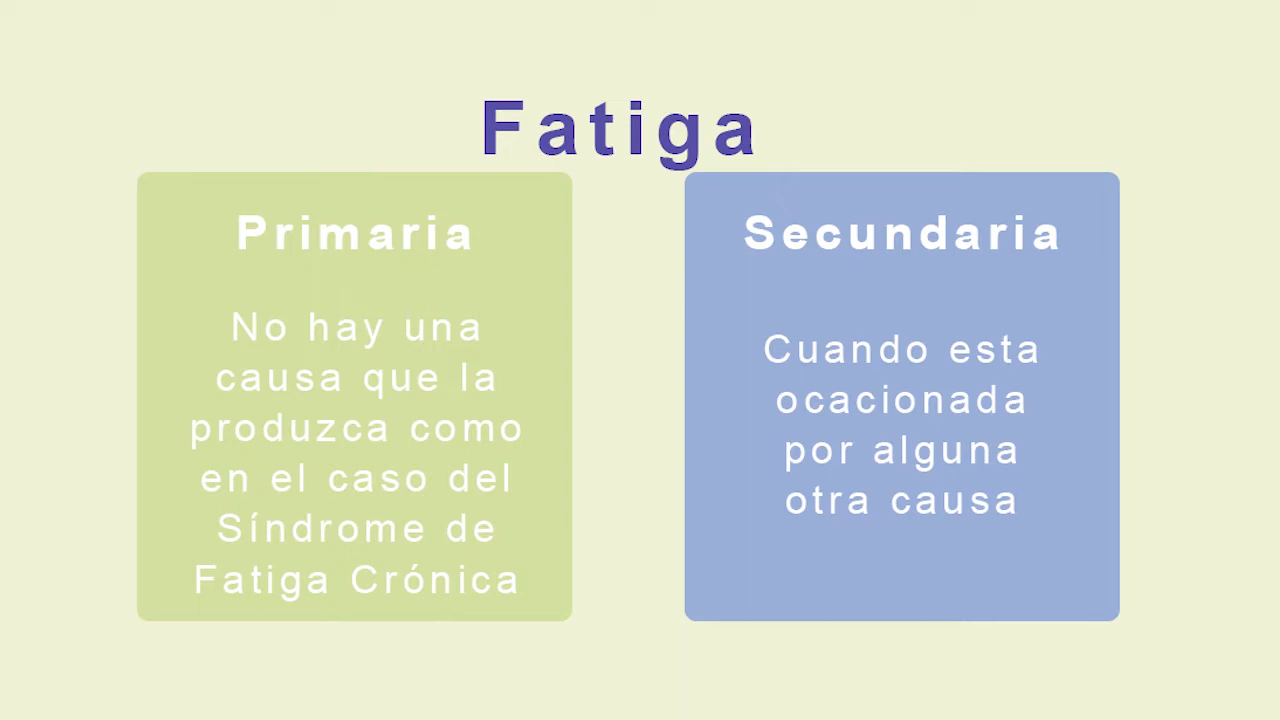 Fatiga
Primaria
No hay una
causa que la
produzca como
en el caso del
Síndrome de
Fatiga Crónica
Secundaria
Cuando esta
ocacionada
por alguna
otra causa